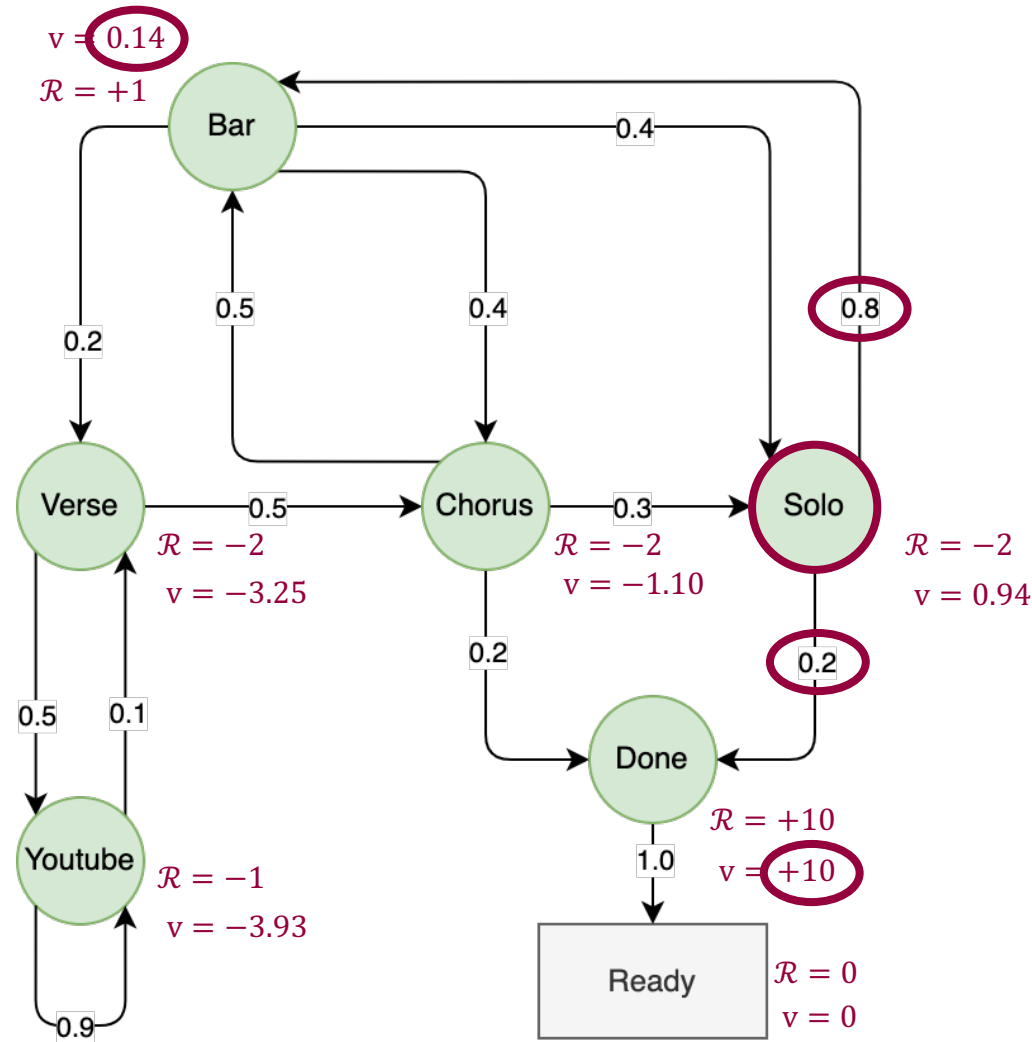 v = 0.14
ℛ = +1
Bar
0.4
0.5
0.4
0.8
0.2
Verse
0.5
Chorus
0.3
Solo
ℛ = −2
v = −3.25
ℛ = −2
v = −1.10
ℛ = −2
v = 0.94
0.2
0.2
0.5
0.1
Done
ℛ = +10
v = +10
1.0
Youtube
ℛ = −1
v = −3.93
0.9
Ready
ℛ = 0
v = 0